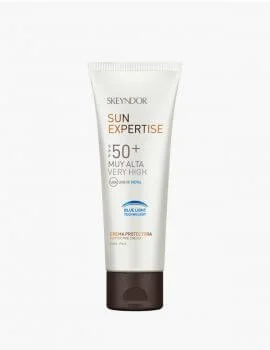 SKEYNDOR
SUN
EXPERTISE
SPF 50+
MUY ALTA
VERY HIGH
BLUE LIGHT
TECHNOLOGY
CREMA PROTECTORA
PROTECTIVE CREAM